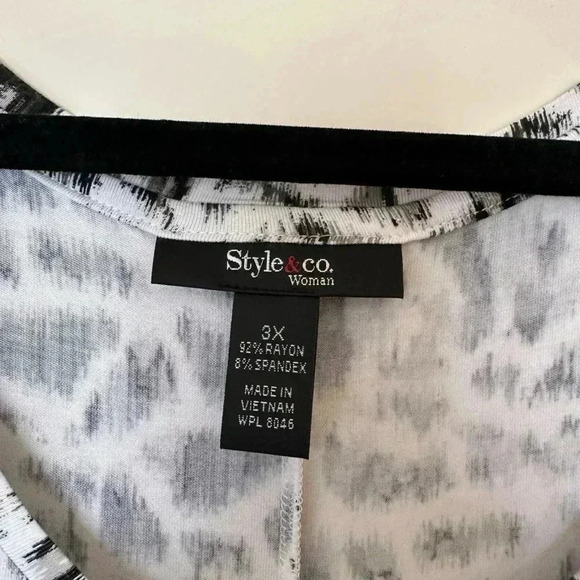 Style&co.
Woman
3X
92% RAYON
8% SPANDEX
MADE IN
VIETNAM
WPL 8046